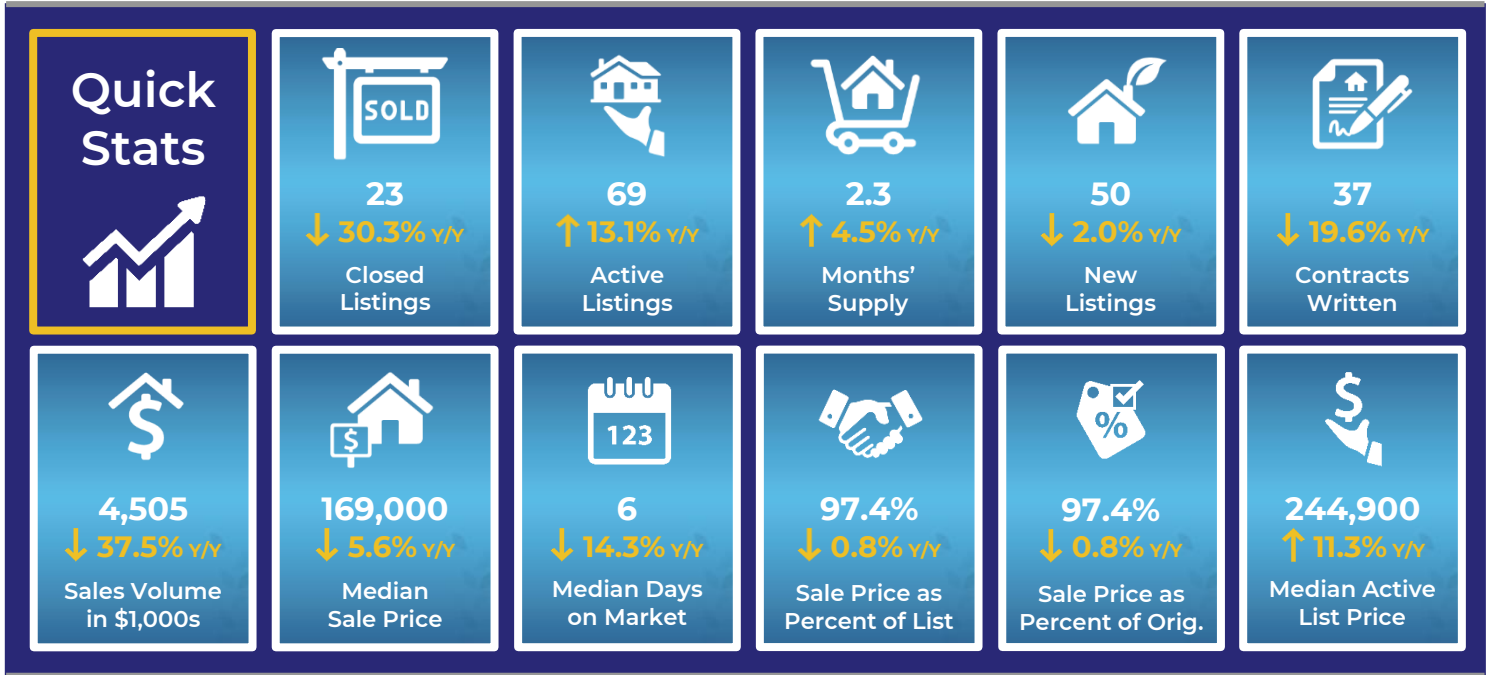 Quick
Stats
SOLD
23
↓ 30.3% Y/Y
Closed
Listings
69
↑ 13.1% Y/Y
Active
Listings
2.3
↑ 4.5% Y/Y
Months’
Supply
50
↓ 2.0% Y/Y
New
Listings
37
↓ 19.6% Y/Y
Contracts
Written
$
4,505
↓ 37.5% Y/Y
Sales Volume
in $1,000s
$
169,000
↓ 5.6% Y/Y
Median
Sale Price
123
6
↓ 14.3% Y/Y
Median Days
on Market
97.4%
↓ 0.8% Y/Y
Sale Price as
Percent of List
%
97.4%
↓ 0.8% Y/Y
Sale Price as
Percent of Orig.
$
244,900
↑ 11.3% Y/Y
Median Active
List Price